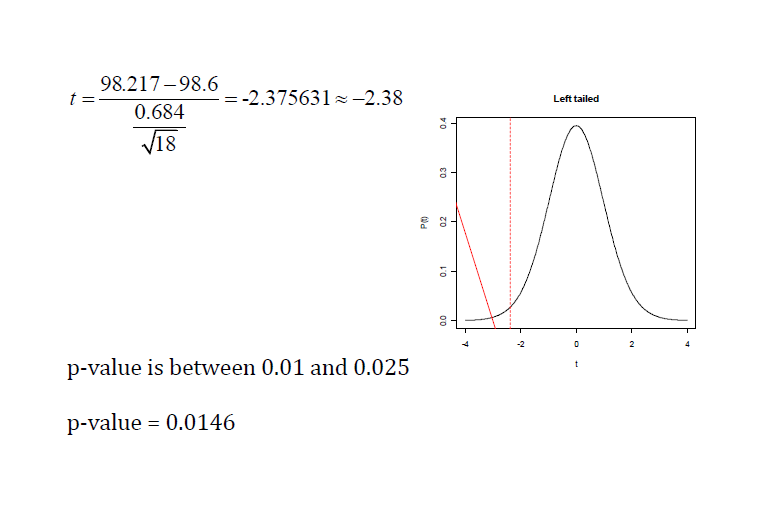 t = (98.217 – 98.6) / (0.684 / √18) = -2.375631 ≈ –2.38
Left tailed
P(t)
0.4
0.3
0.2
0.1
0.0
-4 -2 0 2 4
t
p-value is between 0.01 and 0.025
p-value = 0.0146